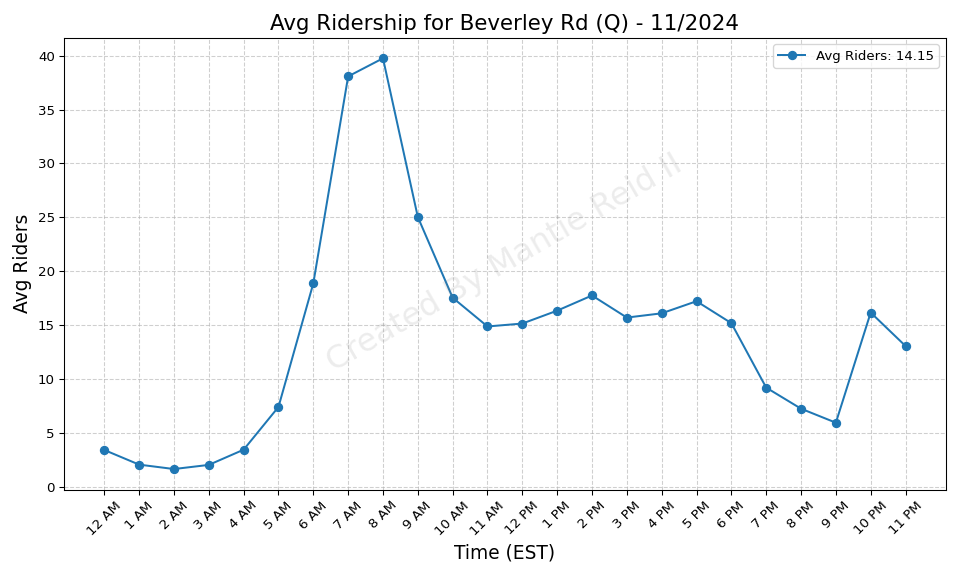 Avg Ridership for Beverley Rd (Q) - 11/2024
Avg Riders: 14.15
Avg Riders
40
35
30
25
20
15
10
5
0
Created By Mantie Reid II
12 AM 1 AM 2 AM 3 AM 4 AM 5 AM 6 AM 7 AM 8 AM 9 AM 10 AM 11 AM 12 PM 1 PM 2 PM 3 PM 4 PM 5 PM 6 PM 7 PM 8 PM 9 PM 10 PM 11 PM
Time (EST)